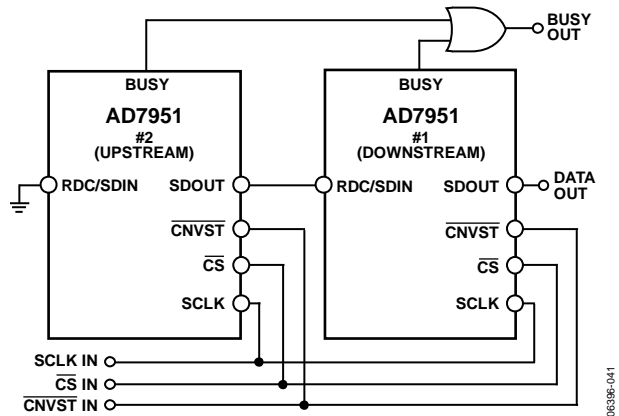 BUSY
OUT
BUSY
BUSY
AD7951
#2
(UPSTREAM)
AD7951
#1
(DOWNSTREAM)
RDC/SDIN
SDOUT
RDC/SDIN
SDOUT
DATA
OUT
CNVST
CNVST
CS
CS
SCLK
SCLK
SCLK IN
CS IN
CNVST IN
06396-041